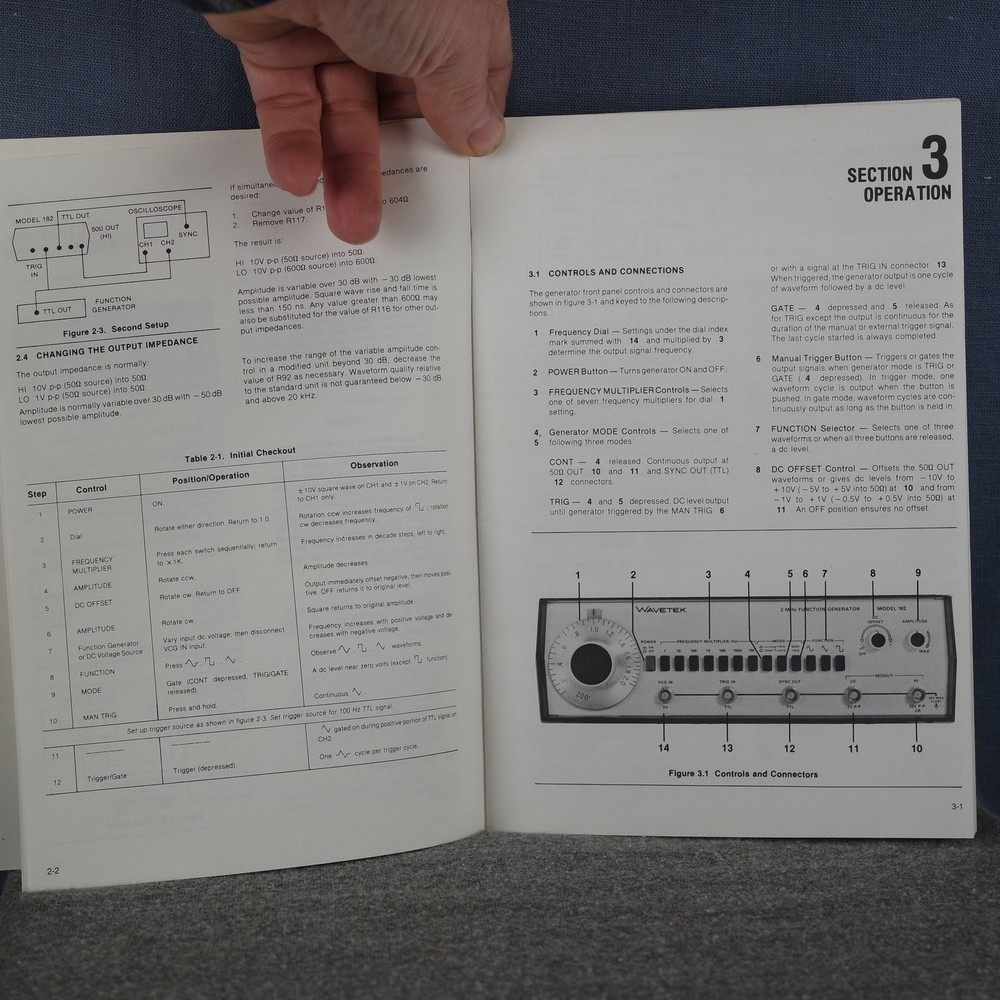 MODEL 182
TTL OUT
OSCILLOSCOPE
50Ω OUT
(HI)
SYNC
CH1 CH2
TRIG
IN
TTL OUT
FUNCTION
GENERATOR
Figure 2-3. Second Setup
2.4 CHANGING THE OUTPUT IMPEDANCE
The output impedance is normally:
HI 10V p-p (50Ω source) into 50Ω.
LO 1V p-p (50Ω source) into 50Ω.
Amplitude is normally variable over 30 dB with −50 dB
lowest possible amplitude.
If
are
desired:
1. Change value of 604Ω.
2. Remove R117.
The result is:
HI 10V p-p (50Ω source) into 50Ω.
LO 10V p-p (600Ω source) into 600Ω.
Amplitude is variable over 30 dB with −30 dB lowest
possible amplitude. Square wave rise and fall time is
less than 150 ns. Any value greater than 600Ω may
also be substituted for the value of R116 for other out-
put impedances.
To increase the range of the variable amplitude con-
trol in a modified unit beyond 30 dB, decrease the
value of R92 as necessary. Waveform quality relative
to the standard unit is not guaranteed below −30 dB
and above 20 kHz.
Table 2-1. Initial Checkout
Step Control Position/Operation Observation
1 POWER ON. ±10V square wave on CH1 and ±1V on CH2. Return
to CH1 only.
2 Dial Rotate either direction. Return to 1.0. Rotation ccw increases frequency of ; rotation
cw decreases frequency.
3 FREQUENCY
MULTIPLIER Press each switch sequentially; return
to ×1K. Frequency increases in decade steps, left to right.
4 AMPLITUDE Rotate ccw. Amplitude decreases.
5 DC OFFSET Rotate cw. Return to OFF. Output immediately offset negative, then moves posi-
tive. OFF returns it to original level.
6 AMPLITUDE Rotate cw. Square returns to original amplitude.
7 Function Generator
or DC Voltage Source Vary input dc voltage; then disconnect
VCG IN input. Frequency increases with positive voltage and de-
creases with negative voltage.
8 FUNCTION Press , , . Observe , , waveforms.
9 MODE Gate (CONT depressed, TRIG/GATE
released). A dc level near zero volts (except function).
10 MAN TRIG Press and hold. Continuous .
Set up trigger source as shown in figure 2-3. Set trigger source for 100 Hz TTL signal.
11 gated on during positive portion of TTL signal on
CH2.
12 Trigger/Gate Trigger (depressed). One cycle per trigger cycle.
2-2
SECTION 3
OPERATION
3.1 CONTROLS AND CONNECTIONS
The generator front panel controls and connectors are
shown in figure 3-1 and keyed to the following descrip-
tions.
1 Frequency Dial — Settings under the dial index
mark summed with 14 and multiplied by 3
determine the output signal frequency.
2 POWER Button — Turns generator ON and OFF.
3 FREQUENCY MULTIPLIER Controls — Selects
one of seven frequency multipliers for dial 1
setting.
4, Generator MODE Controls — Selects one of
5 following three modes:
CONT — 4 released. Continuous output at
50Ω OUT 10 and 11 and SYNC OUT (TTL)
12 connectors.
TRIG — 4 and 5 depressed. DC level output
until generator triggered by the MAN TRIG 6
or with a signal at the TRIG IN connector 13
When triggered, the generator output is one cycle
of waveform followed by a dc level.
GATE — 4 depressed and 5 released. As
for TRIG except the output is continuous for the
duration of the manual or external trigger signal.
The last cycle started is always completed.
6 Manual Trigger Button — Triggers or gates the
output signals when generator mode is TRIG or
GATE ( 4 depressed). In trigger mode, one
waveform cycle is output when the button is
pushed. In gate mode, waveform cycles are con-
tinuously output as long as the button is held in.
7 FUNCTION Selector — Selects one of three
waveforms or when all three buttons are released,
a dc level.
8 DC OFFSET Control — Offsets the 50Ω OUT
waveforms or gives dc levels from −10V to
+10V (−5V to +5V into 50Ω) at 10 and from
−1V to +1V (−0.5V to +0.5V into 50Ω) at
11 . An OFF position ensures no offset.
1 2 3 4 5 6 7 8 9
WAVETEK 2 MHz FUNCTION GENERATOR MODEL 182
POWER FREQUENCY MULTIPLIER (Hz) MODE FUNCTION DC OFFSET AMPLITUDE
VCG IN TRIG IN SYNC OUT LO HI
TTL TTL
14 13 12 11 10
Figure 3.1 Controls and Connectors
3-1